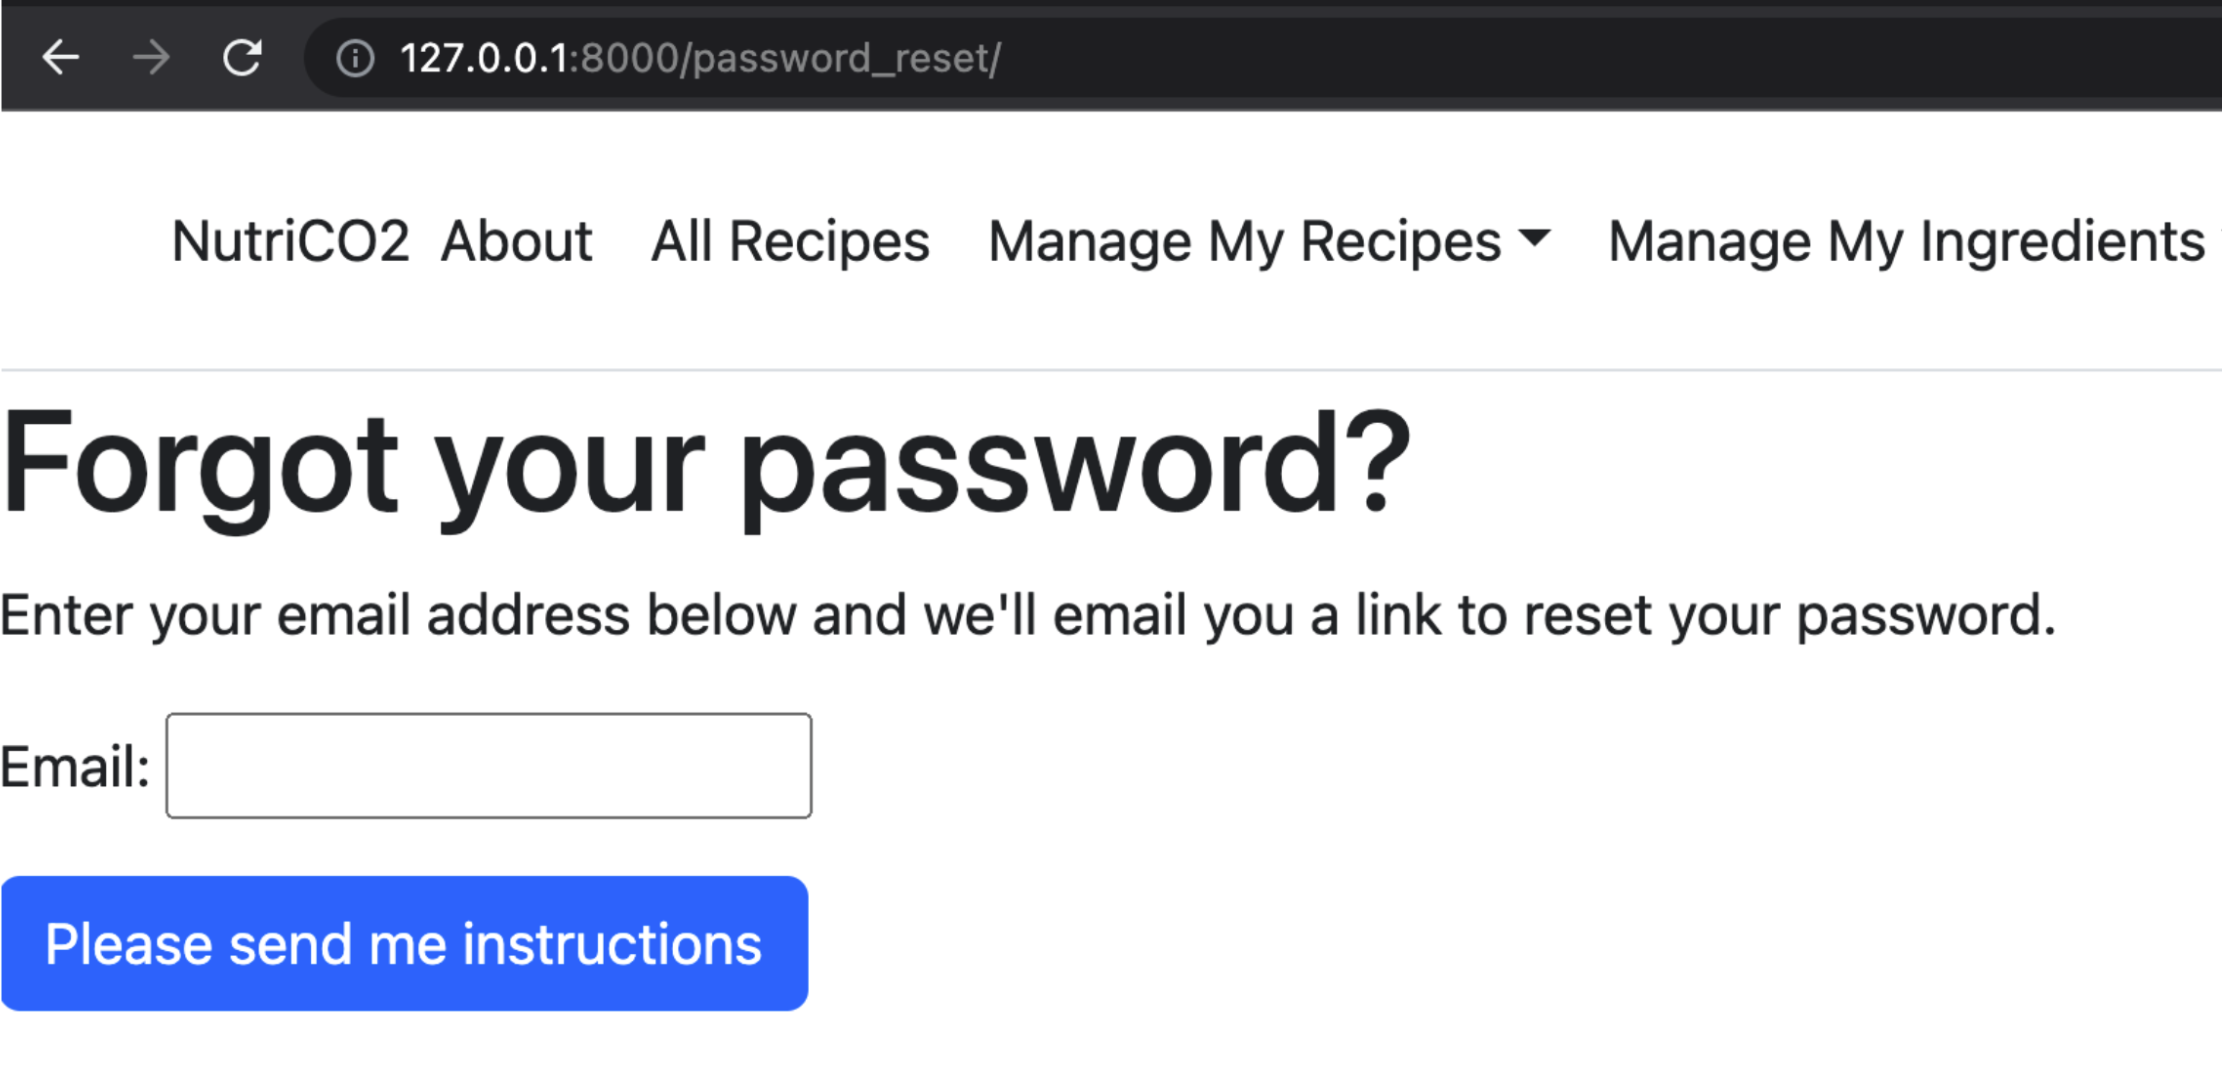 127.0.0.1:8000/password_reset/
NutriCO2 About All Recipes Manage My Recipes Manage My Ingredients
Forgot your password?
Enter your email address below and we'll email you a link to reset your password.
Email:
Please send me instructions